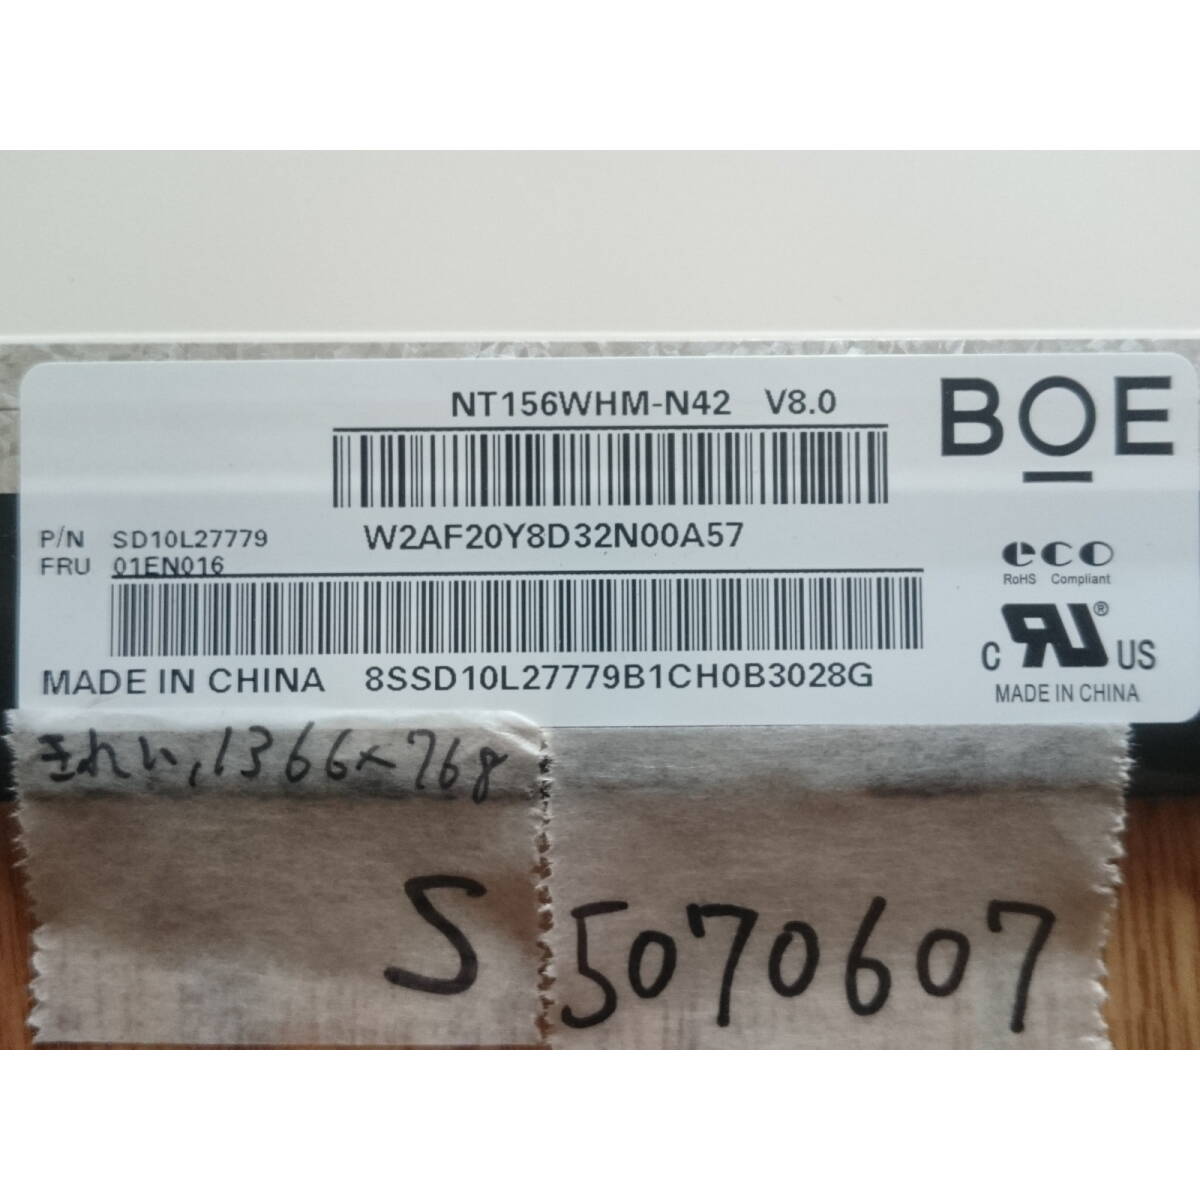 NT156WHM-N42 V8.0
BOE
W2AF20Y8D32N00A57
P/N SD10L27779
FRU 01EN016
eco
RoHS Compliant
C RU® US
MADE IN CHINA
MADE IN CHINA 8SSD10L27779B1CH0B3028G
きれい,1366×768
S
5070607